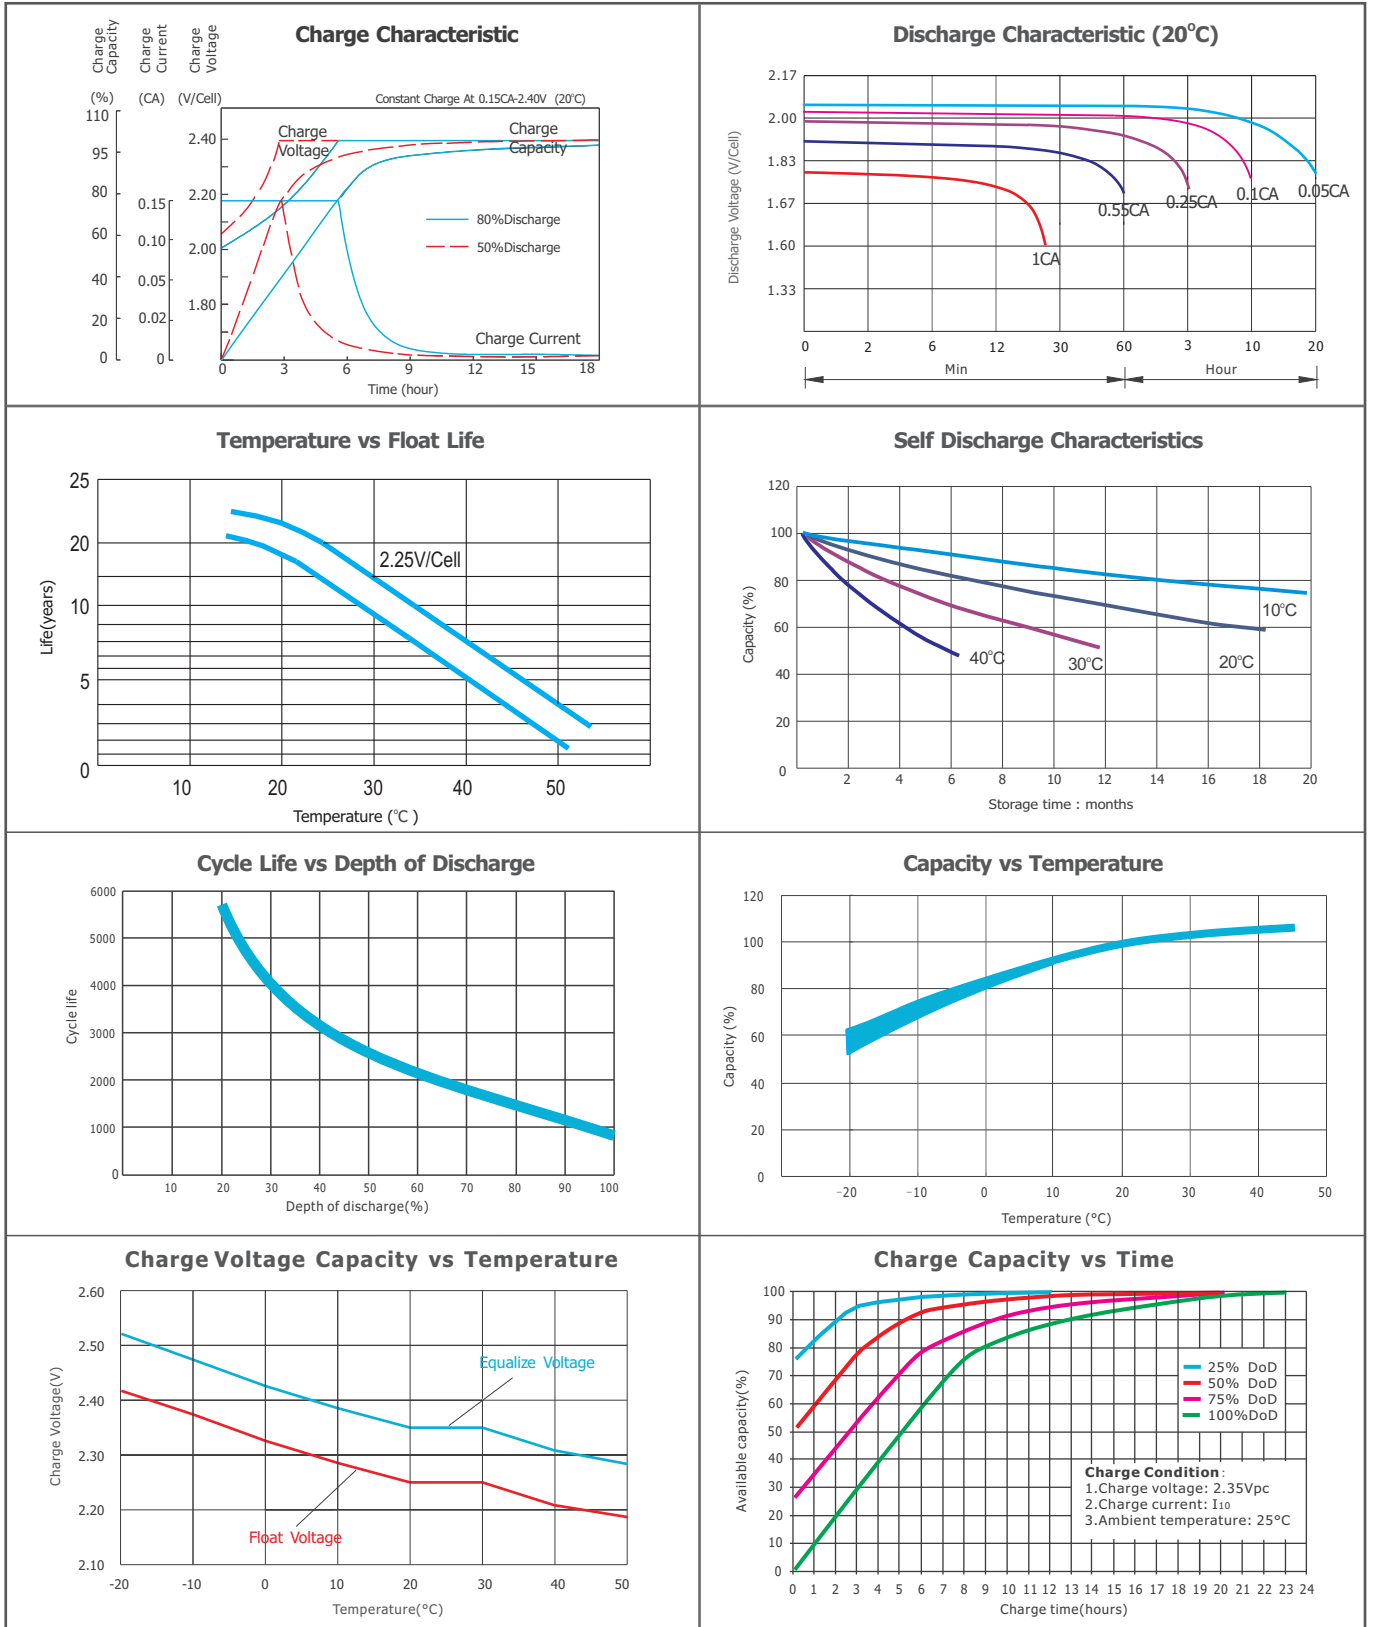 Charge Characteristic
Charge
Capacity
Charge
Current
Charge
Voltage
(%)
(CA)
(V/Cell)
Constant Charge At 0.15CA-2.40V (20°C)
110
95
80
60
40
20
0
0.15
0.10
0.05
0.02
0
2.40
2.20
2.00
1.80
Charge
Voltage
Charge
Capacity
80%Discharge
50%Discharge
Charge Current
0 3 6 9 12 15 18
Time (hour)
Discharge Characteristic (20°C)
Discharge Voltage (V/Cell)
2.17
2.00
1.83
1.67
1.60
1.33
1CA
0.55CA
0.25CA
0.1CA
0.05CA
0 2 6 12 30 60 3 10 20
Min Hour
Temperature vs Float Life
Life(years)
25
20
10
5
0
2.25V/Cell
10 20 30 40 50
Temperature (°C )
Self Discharge Characteristics
Capacity (%)
120
100
80
60
40
20
0
40°C
30°C
20°C
10°C
2 4 6 8 10 12 14 16 18 20
Storage time : months
Cycle Life vs Depth of Discharge
Cycle life
6000
5000
4000
3000
2000
1000
0
10 20 30 40 50 60 70 80 90 100
Depth of discharge(%)
Capacity vs Temperature
Capacity (%)
120
100
80
60
40
20
0
-20 -10 0 10 20 30 40 50
Temperature (°C)
Charge Voltage Capacity vs Temperature
Charge Voltage(V)
2.60
2.50
2.40
2.30
2.20
2.10
Equalize Voltage
Float Voltage
-20 -10 0 10 20 30 40 50
Temperature(°C)
Charge Capacity vs Time
Available capacity(%)
100
90
80
70
60
50
40
30
20
10
0
25% DoD
50% DoD
75% DoD
100%DoD
Charge Condition:
1.Charge voltage: 2.35Vpc
2.Charge current: I10
3.Ambient temperature: 25°C
0 1 2 3 4 5 6 7 8 9 10 11 12 13 14 15 16 17 18 19 20 21 22 23 24
Charge time(hours)